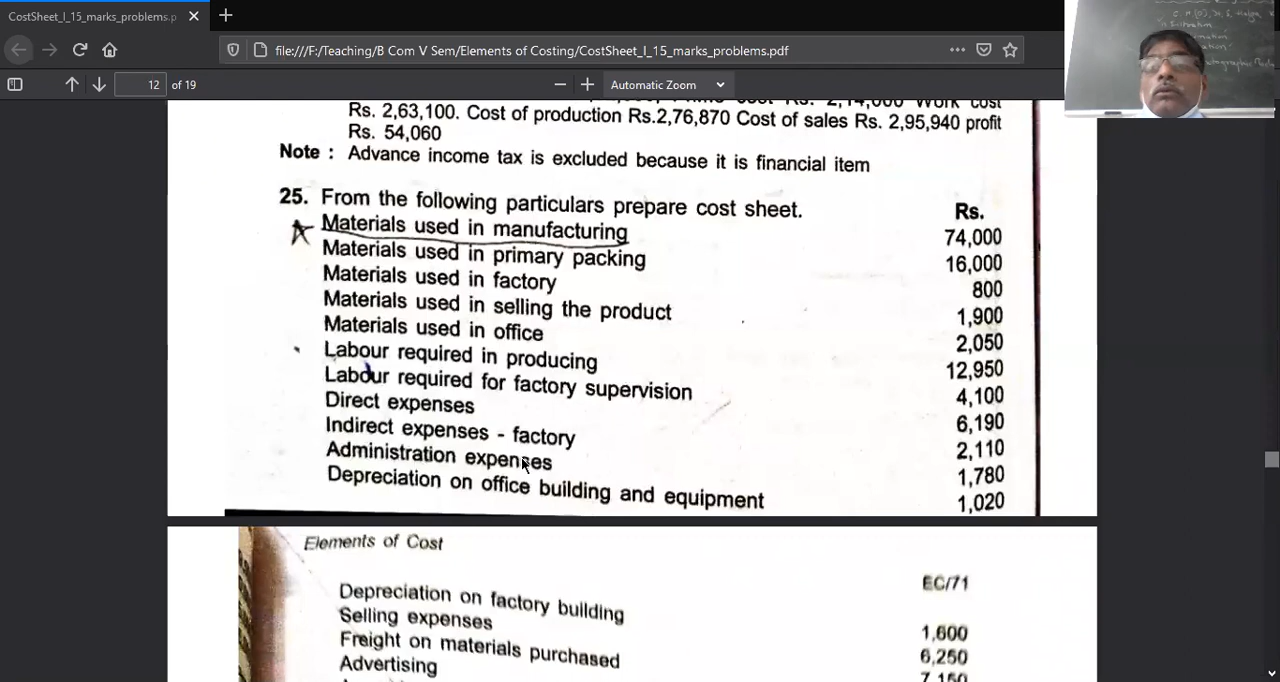 CostSheet_I_15_marks_problems.p
file:///F:/Teaching/B Com V Sem/Elements of Costing/CostSheet_I_15_marks_problems.pdf
12 of 19
Automatic Zoom
Rs. 2,63,100. Cost of production Rs.2,76,870 Cost of sales Rs. 2,95,940 profit
Rs. 54,060
Note : Advance income tax is excluded because it is financial item
25. From the following particulars prepare cost sheet.
Rs.
Materials used in manufacturing 74,000
Materials used in primary packing 16,000
Materials used in factory 800
Materials used in selling the product 1,900
Materials used in office 2,050
Labour required in producing 12,950
Labour required for factory supervision 4,100
Direct expenses 6,190
Indirect expenses - factory 2,110
Administration expenses 1,780
Depreciation on office building and equipment 1,020
Elements of Cost
EC/71
Depreciation on factory building 1,600
Selling expenses 6,250
Freight on materials purchased
Advertising